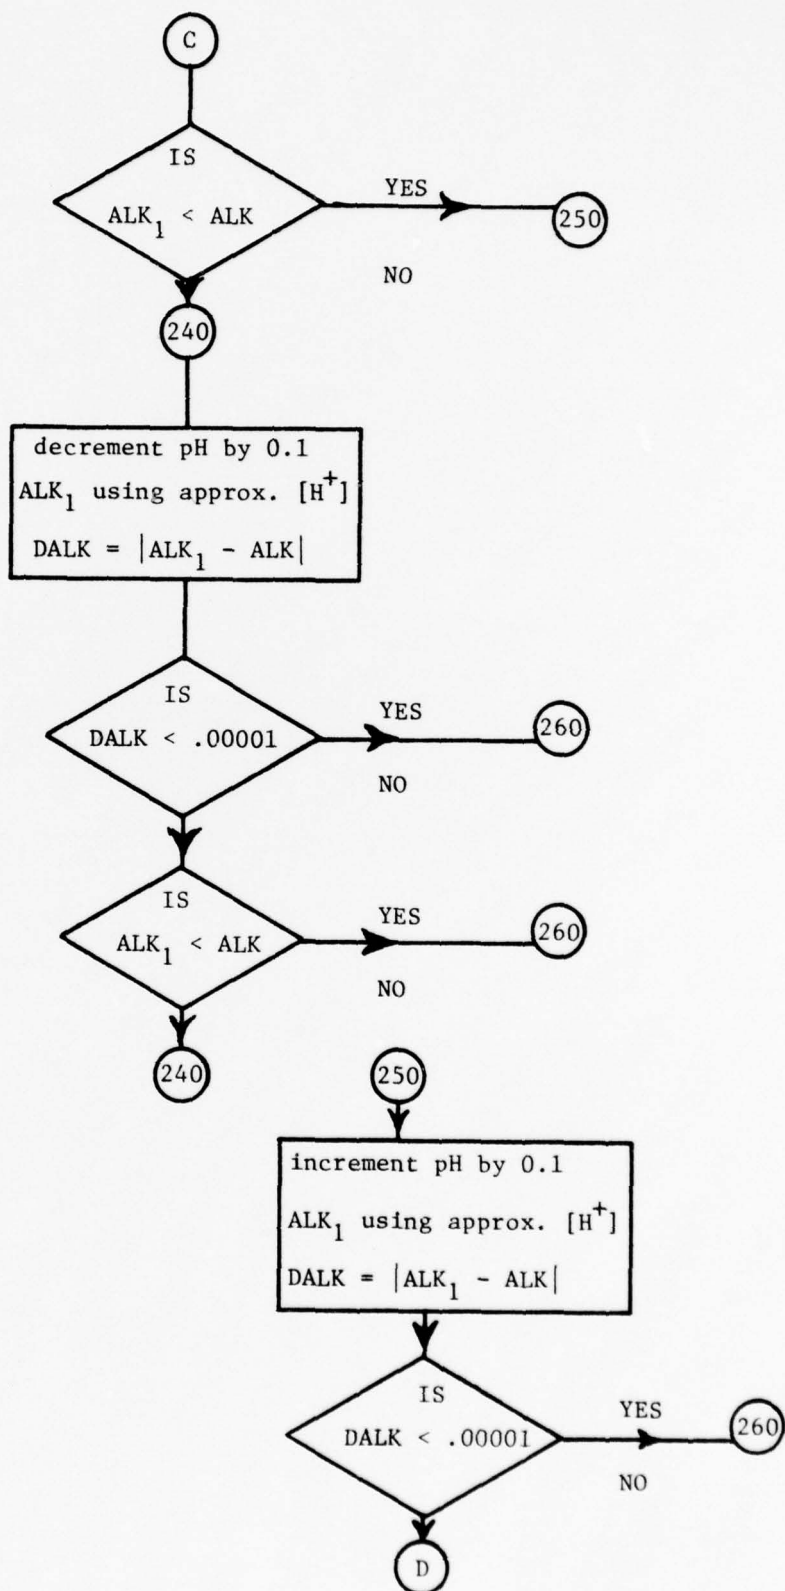 C
IS
ALK₁ < ALK
YES
250
NO
240
decrement pH by 0.1
ALK₁ using approx. [H⁺]
DALK = |ALK₁ - ALK|
IS
DALK < .00001
YES
260
NO
IS
ALK₁ < ALK
YES
260
NO
240
250
increment pH by 0.1
ALK₁ using approx. [H⁺]
DALK = |ALK₁ - ALK|
IS
DALK < .00001
YES
260
NO
D